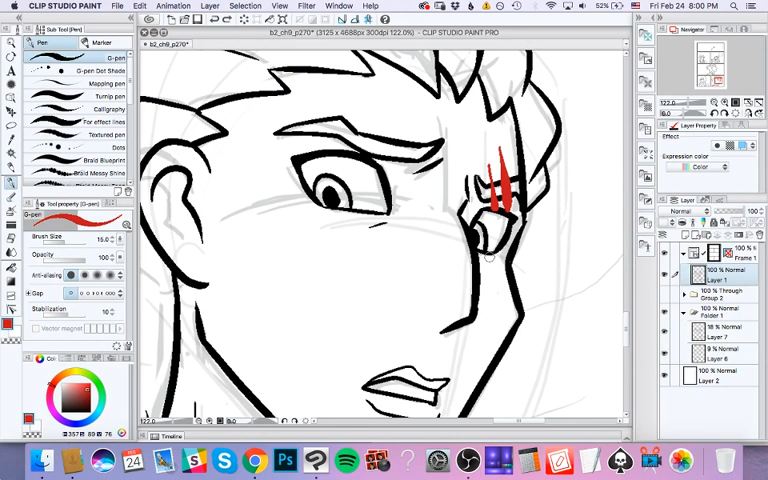 CLIP STUDIO PAINT File Edit Animation Layer Selection View Filter Window Help 52% Fri Feb 24 8:00 PM
b2_ch9_p270* (3125 x 4688px 300dpi 122.0%) - CLIP STUDIO PAINT PRO
Sub Tool [Pen]
b2_ch9_p270*
Navigator
Pen Marker
G-pen
G-pen Dot Shade
Mapping pen
Turnip pen
Calligraphy
For effect lines
Textured pen
Braid Blueprint
Braid Messy Shine
Dots
122.0
0.0
Layer Property
Effect
Expression color
Color
Layer
Normal 100
Tool property [G-pen]
G-pen
Brush Size 15.0
Opacity 100
Anti-aliasing
Gap
Stabilization 10
Vector magnet
100 %
Frame 1
100 % Normal
Layer 1
100 % Through
Group 2
100 % Normal
Folder 1
18 % Normal
Layer 7
9 % Normal
Layer 6
100 % Normal
Layer 2
357 89 76
122.0 0.0
Timeline
FEB
24